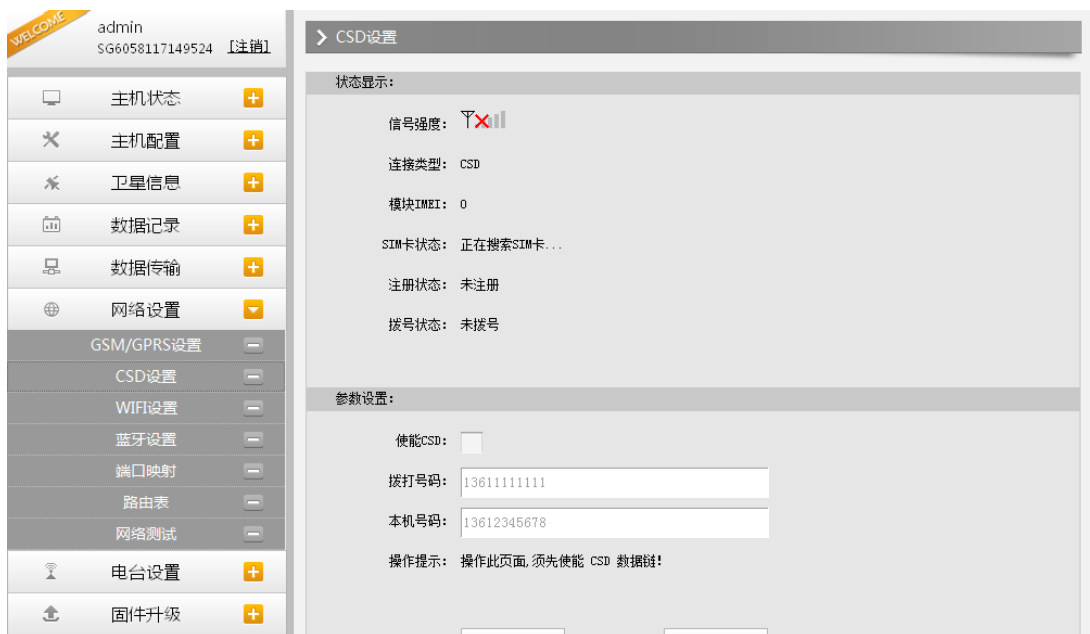 WELCOME
admin
SG6058117149524 [注销]
主机状态
主机配置
卫星信息
数据记录
数据传输
网络设置
GSM/GPRS设置
CSD设置
WIFI设置
蓝牙设置
端口映射
路由表
网络测试
电台设置
固件升级
CSD设置
状态显示：
信号强度：
连接类型： CSD
模块IMEI： 0
SIM卡状态： 正在搜索SIM卡...
注册状态： 未注册
拨号状态： 未拨号
参数设置：
使能CSD：
拨打号码： 13611111111
本机号码： 13612345678
操作提示： 操作此页面,须先使能 CSD 数据链!